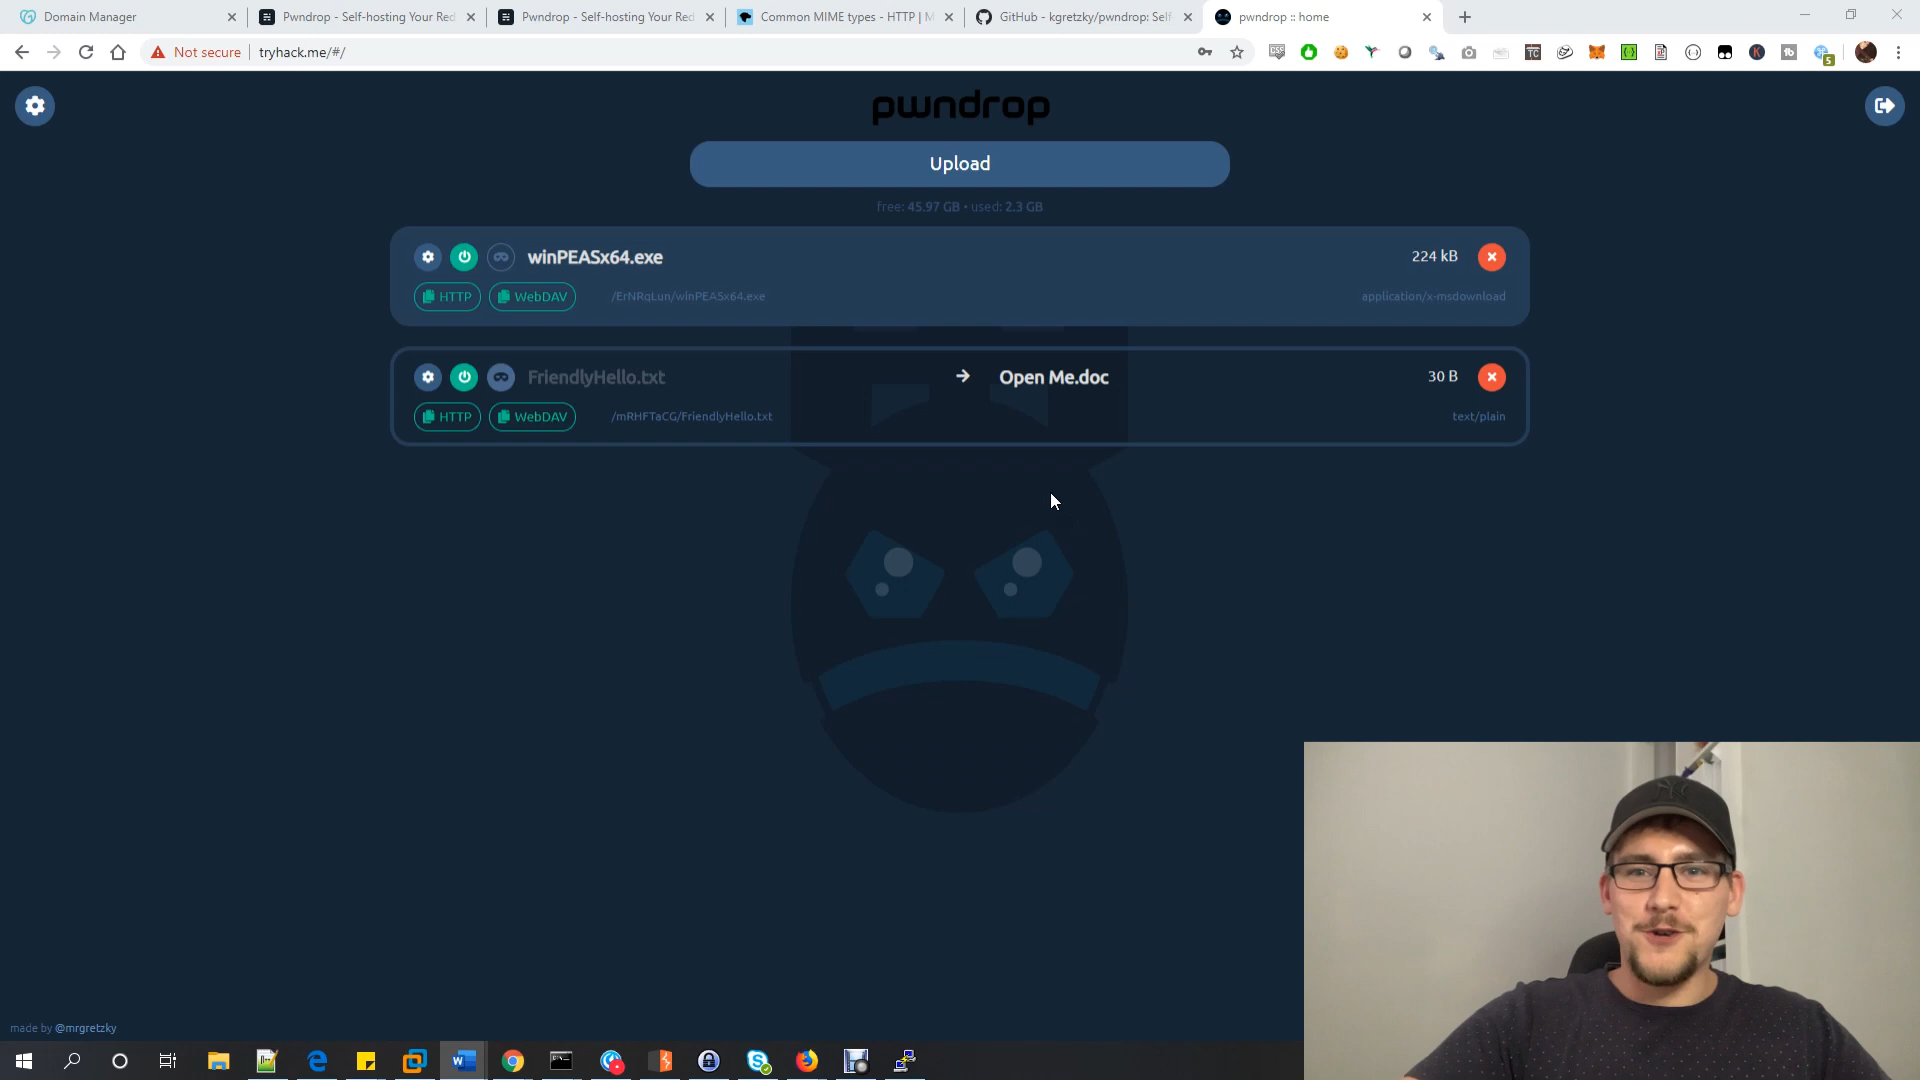 Domain Manager
Pwndrop - Self-hosting Your Red
Pwndrop - Self-hosting Your Red
Common MIME types - HTTP | M
GitHub - kgretzky/pwndrop: Self
pwndrop :: home
Not secure
tryhack.me/#/
pwndrop
Upload
free: 45.97 GB • used: 2.3 GB
winPEASx64.exe
224 kB
HTTP
WebDAV
/ErNRqLun/winPEASx64.exe
application/x-msdownload
FriendlyHello.txt
Open Me.doc
30 B
HTTP
WebDAV
/mRHFTaCG/FriendlyHello.txt
text/plain
made by @mrgretzky